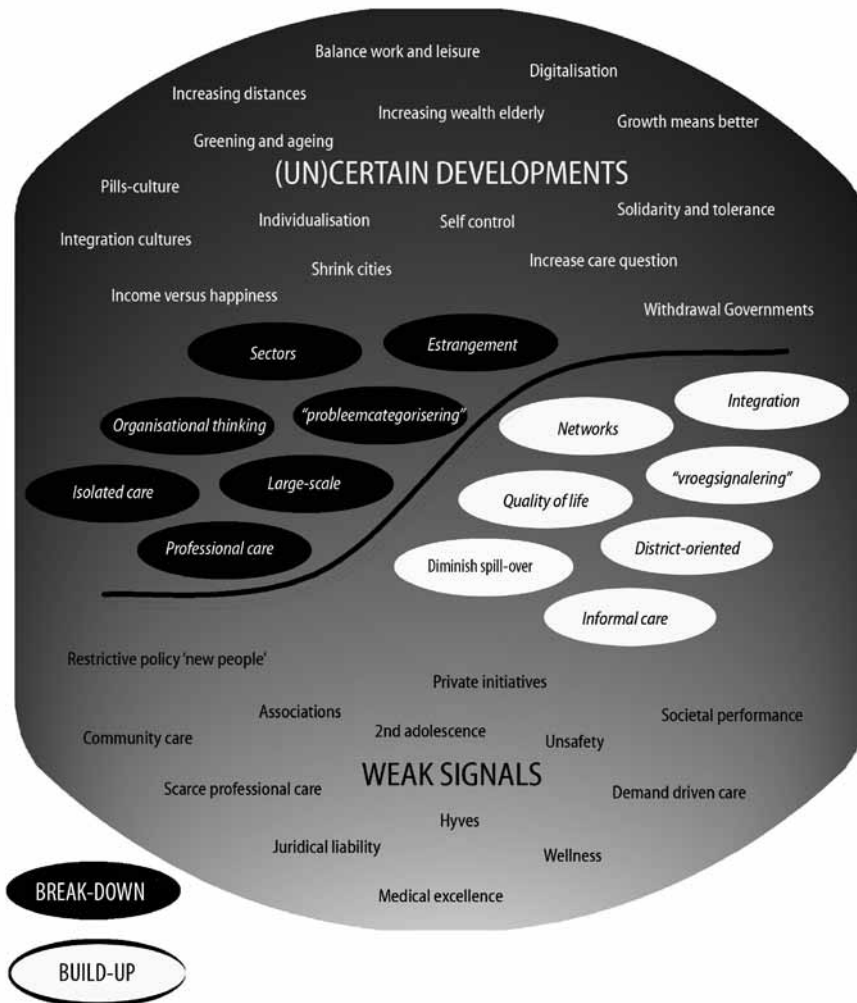 Balance work and leisure
Digitalisation
Increasing distances
Increasing wealth elderly
Growth means better
Greening and ageing
(UN)CERTAIN DEVELOPMENTS
Pills-culture
Individualisation
Self control
Solidarity and tolerance
Integration cultures
Shrink cities
Increase care question
Income versus happiness
Withdrawal Governments
Sectors
Estrangement
Integration
Organisational thinking
"probleemcategorisering"
Networks
Isolated care
Large-scale
Quality of life
"vroegsignalering"
Professional care
Diminish spill-over
District-oriented
Informal care
Restrictive policy 'new people'
Private initiatives
Associations
2nd adolescence
Societal performance
Community care
Unsafety
WEAK SIGNALS
Scarce professional care
Demand driven care
Hyves
Juridical liability
Wellness
Medical excellence
BREAK-DOWN
BUILD-UP